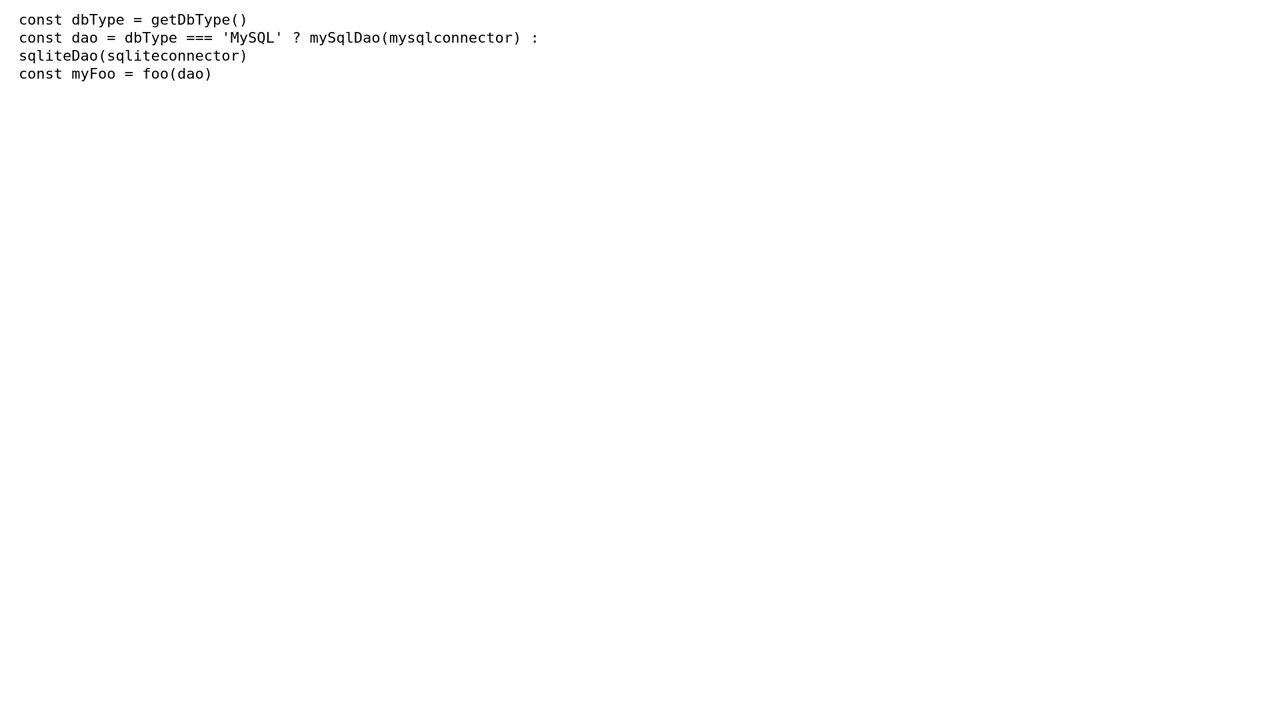 const dbType = getDbType()
const dao = dbType === 'MySQL' ? mySqlDao(mysqlconnector) :
sqliteDao(sqliteconnector)
const myFoo = foo(dao)